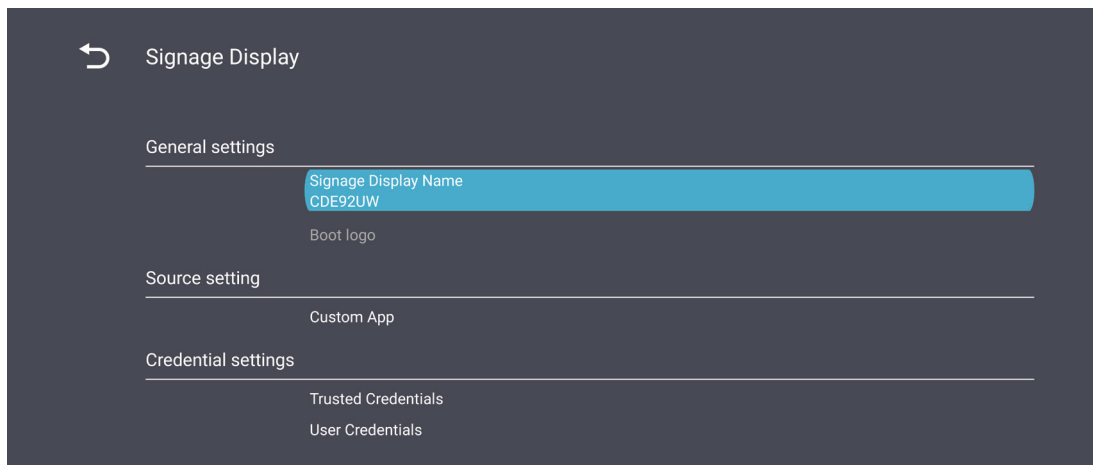 Signage Display
General settings
Signage Display Name
CDE92UW
Boot logo
Source setting
Custom App
Credential settings
Trusted Credentials
User Credentials